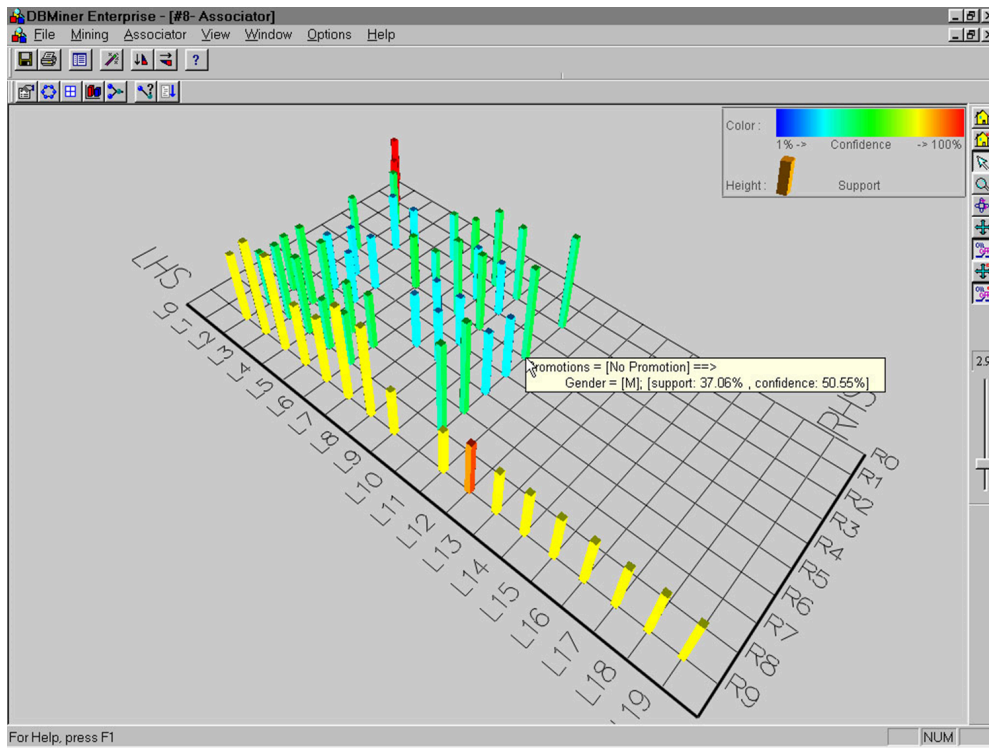 DBMiner Enterprise - [#8- Associator]
File Mining Associator View Window Options Help
Color :
1% -> Confidence -> 100%
Height : Support
LHS
L0
L1
L2
L3
L4
L5
L6
L7
L8
L9
L10
L11
L12
L13
L14
L15
L16
L17
L18
L19
Promotions = [No Promotion] ==>
Gender = [M]; [support: 37.06% , confidence: 50.55%]
RHS
R0
R1
R2
R3
R4
R5
R6
R7
R8
R9
2.9
For Help, press F1
NUM